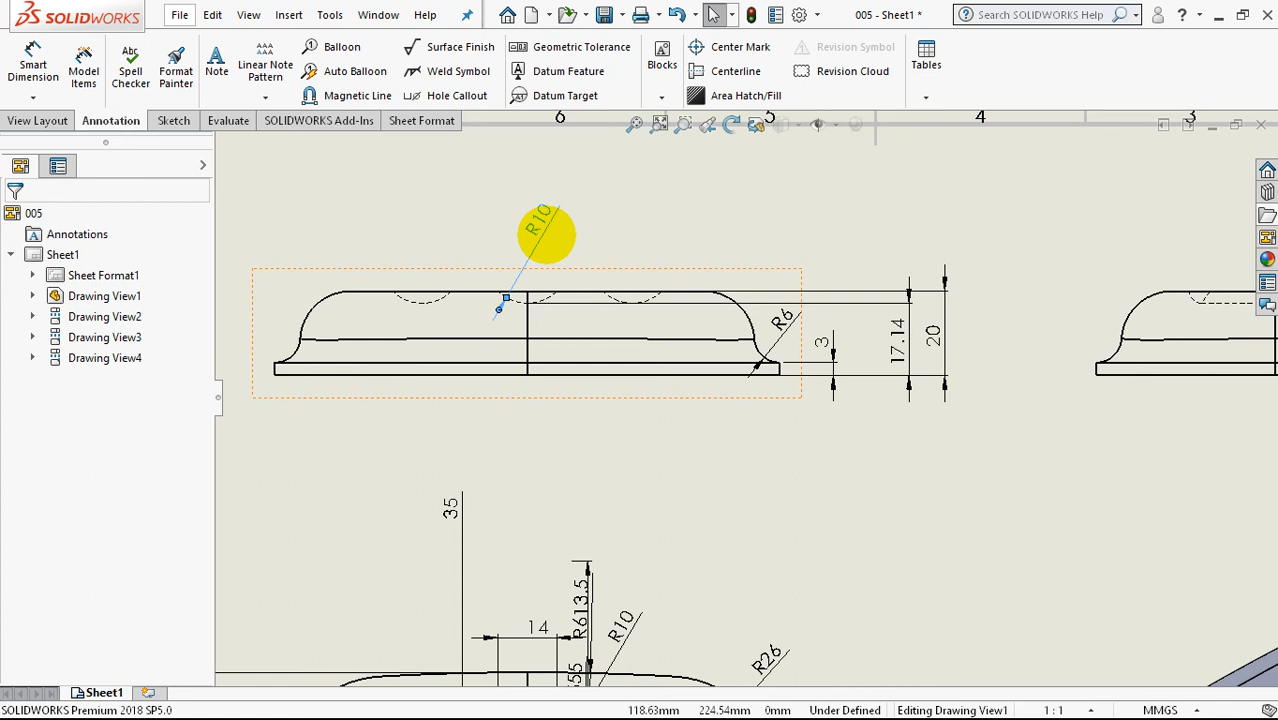 SOLIDWORKS
File Edit View Insert Tools Window Help
005 - Sheet1 *
Search SOLIDWORKS Help
?
Smart Dimension
Model Items
Abc
Spell Checker
Format Painter
A
Note
AAA
AAA
Linear Note Pattern
Balloon
Auto Balloon
Magnetic Line
Surface Finish
Weld Symbol
Hole Callout
Geometric Tolerance
Datum Feature
Datum Target
Blocks
Center Mark
Centerline
Area Hatch/Fill
Revision Symbol
Revision Cloud
Tables
View Layout Annotation Sketch Evaluate SOLIDWORKS Add-Ins Sheet Format
6 5 4 3
005
Annotations
Sheet1
Sheet Format1
Drawing View1
Drawing View2
Drawing View3
Drawing View4
R10
R6
3
17.14
20
35
14
R613.5
R10
R26
Sheet1
SOLIDWORKS Premium 2018 SP5.0
118.63mm 224.54mm 0mm Under Defined Editing Drawing View1 1 : 1 MMGS